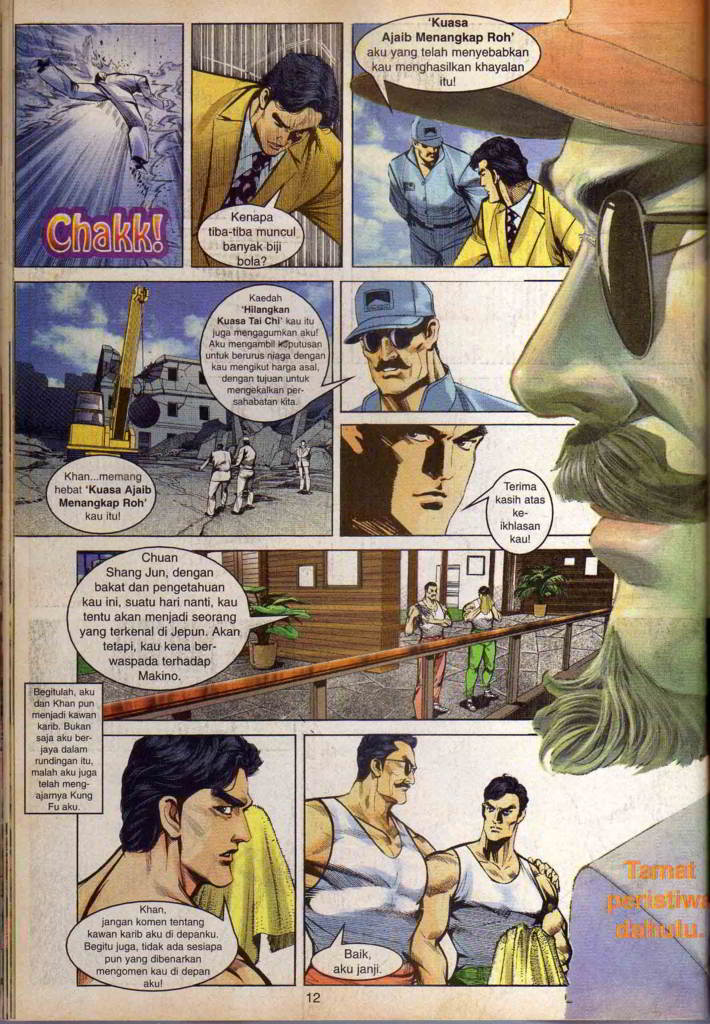 Chakk!
Kenapa
tiba-tiba muncul
banyak biji
bola?
'Kuasa
Ajaib Menangkap Roh'
aku yang telah menyebabkan
kau menghasilkan khayalan
itu!
Kaedah
'Hilangkan
Kuasa Tai Chi' kau itu
juga mengagumkan aku!
Aku mengambil keputusan
untuk berurus niaga dengan
kau mengikut harga asal,
dengan tujuan untuk
mengekalkan per-
sahabatan kita.
Khan...memang
hebat 'Kuasa Ajaib
Menangkap Roh'
kau itu!
Terima
kasih atas
ke-
ikhlasan
kau!
Chuan
Shang Jun, dengan
bakat dan pengetahuan
kau ini, suatu hari nanti, kau
tentu akan menjadi seorang
yang terkenal di Jepun. Akan
tetapi, kau kena ber-
waspada terhadap
Makino.
Begitulah, aku
dan Khan pun
menjadi kawan
karib. Bukan
saja aku ber-
jaya dalam
rundingan itu,
malah aku juga
telah meng-
ajarnya Kung
Fu aku.
Khan,
jangan komen tentang
kawan karib aku di depanku.
Begitu juga, tidak ada sesiapa
pun yang dibenarkan
mengomen kau di depan
aku!
Baik,
aku janji.
Tamat
peristiwa
dahulu.
12